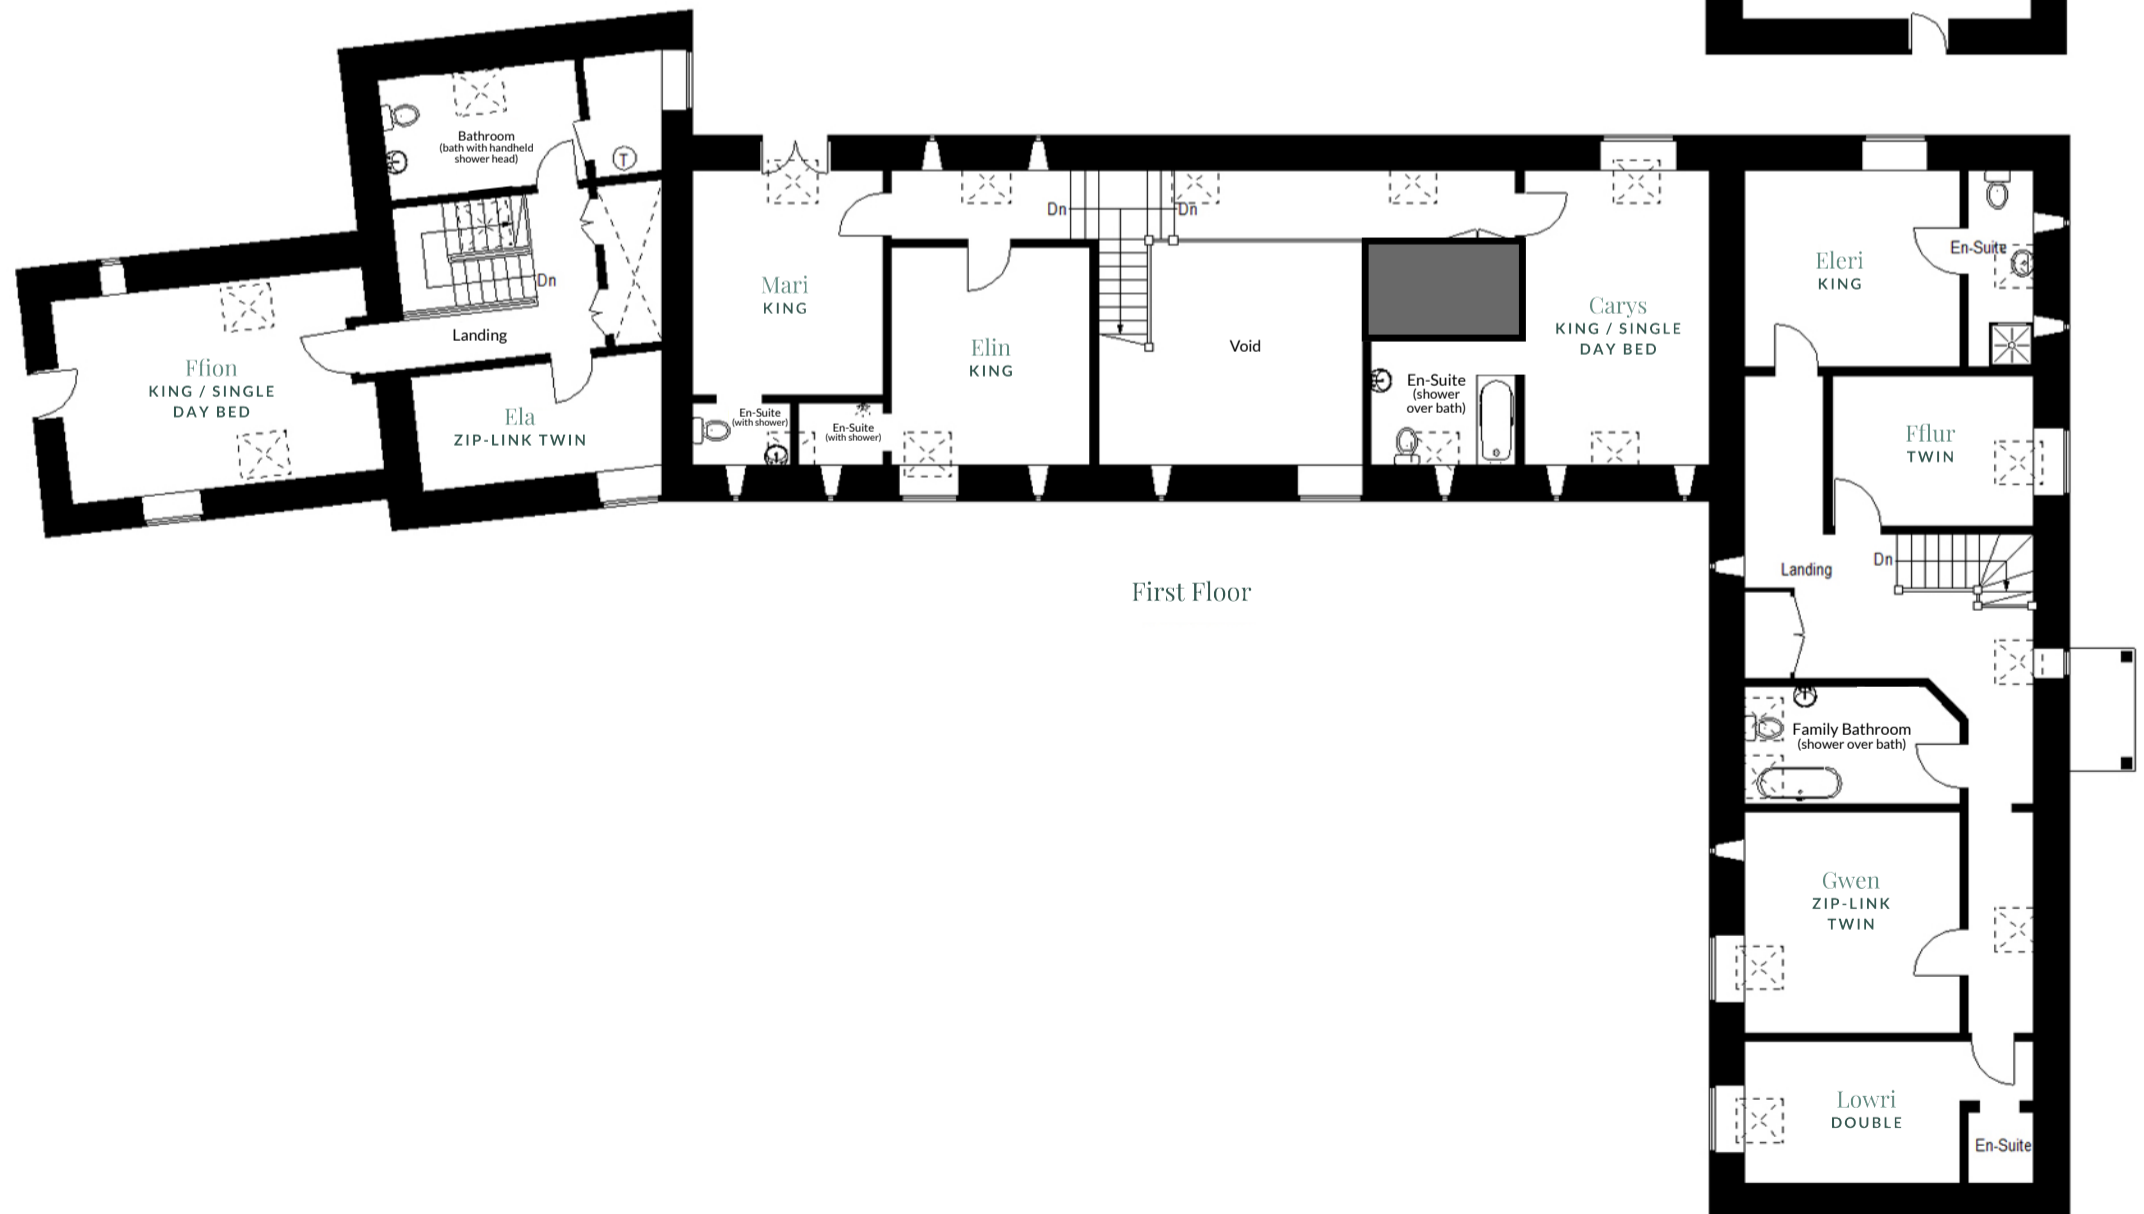 Bathroom
(bath with handheld
shower head)
T
Dn
Landing
Ffion
KING / SINGLE
DAY BED
Ela
ZIP-LINK TWIN
Mari
KING
En-Suite
(with shower)
En-Suite
(with shower)
Dn
Dn
Elin
KING
Void
En-Suite
(shower
over bath)
Carys
KING / SINGLE
DAY BED
Eleri
KING
En-Suite
Fflur
TWIN
Landing
Dn
First Floor
Family Bathroom
(shower over bath)
Gwen
ZIP-LINK
TWIN
Lowri
DOUBLE
En-Suite